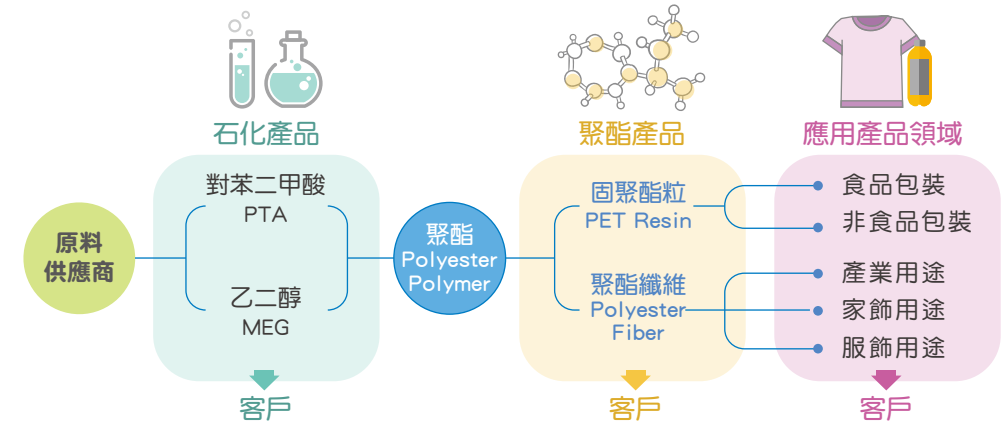 石化產品
聚酯產品
應用產品領域
原料
供應商
對苯二甲酸
PTA
乙二醇
MEG
聚酯
Polyester
Polymer
固聚酯粒
PET Resin
聚酯纖維
Polyester
Fiber
食品包裝
非食品包裝
產業用途
家飾用途
服飾用途
客戶
客戶
客戶